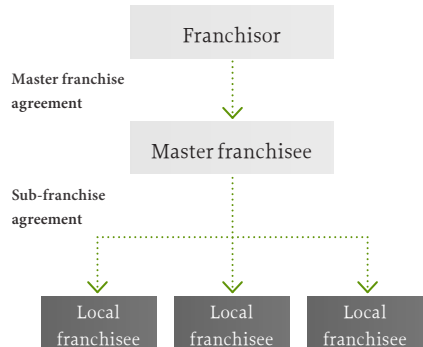 Franchisor
Master franchise
agreement
Master franchisee
Sub-franchise
agreement
Local
franchisee
Local
franchisee
Local
franchisee